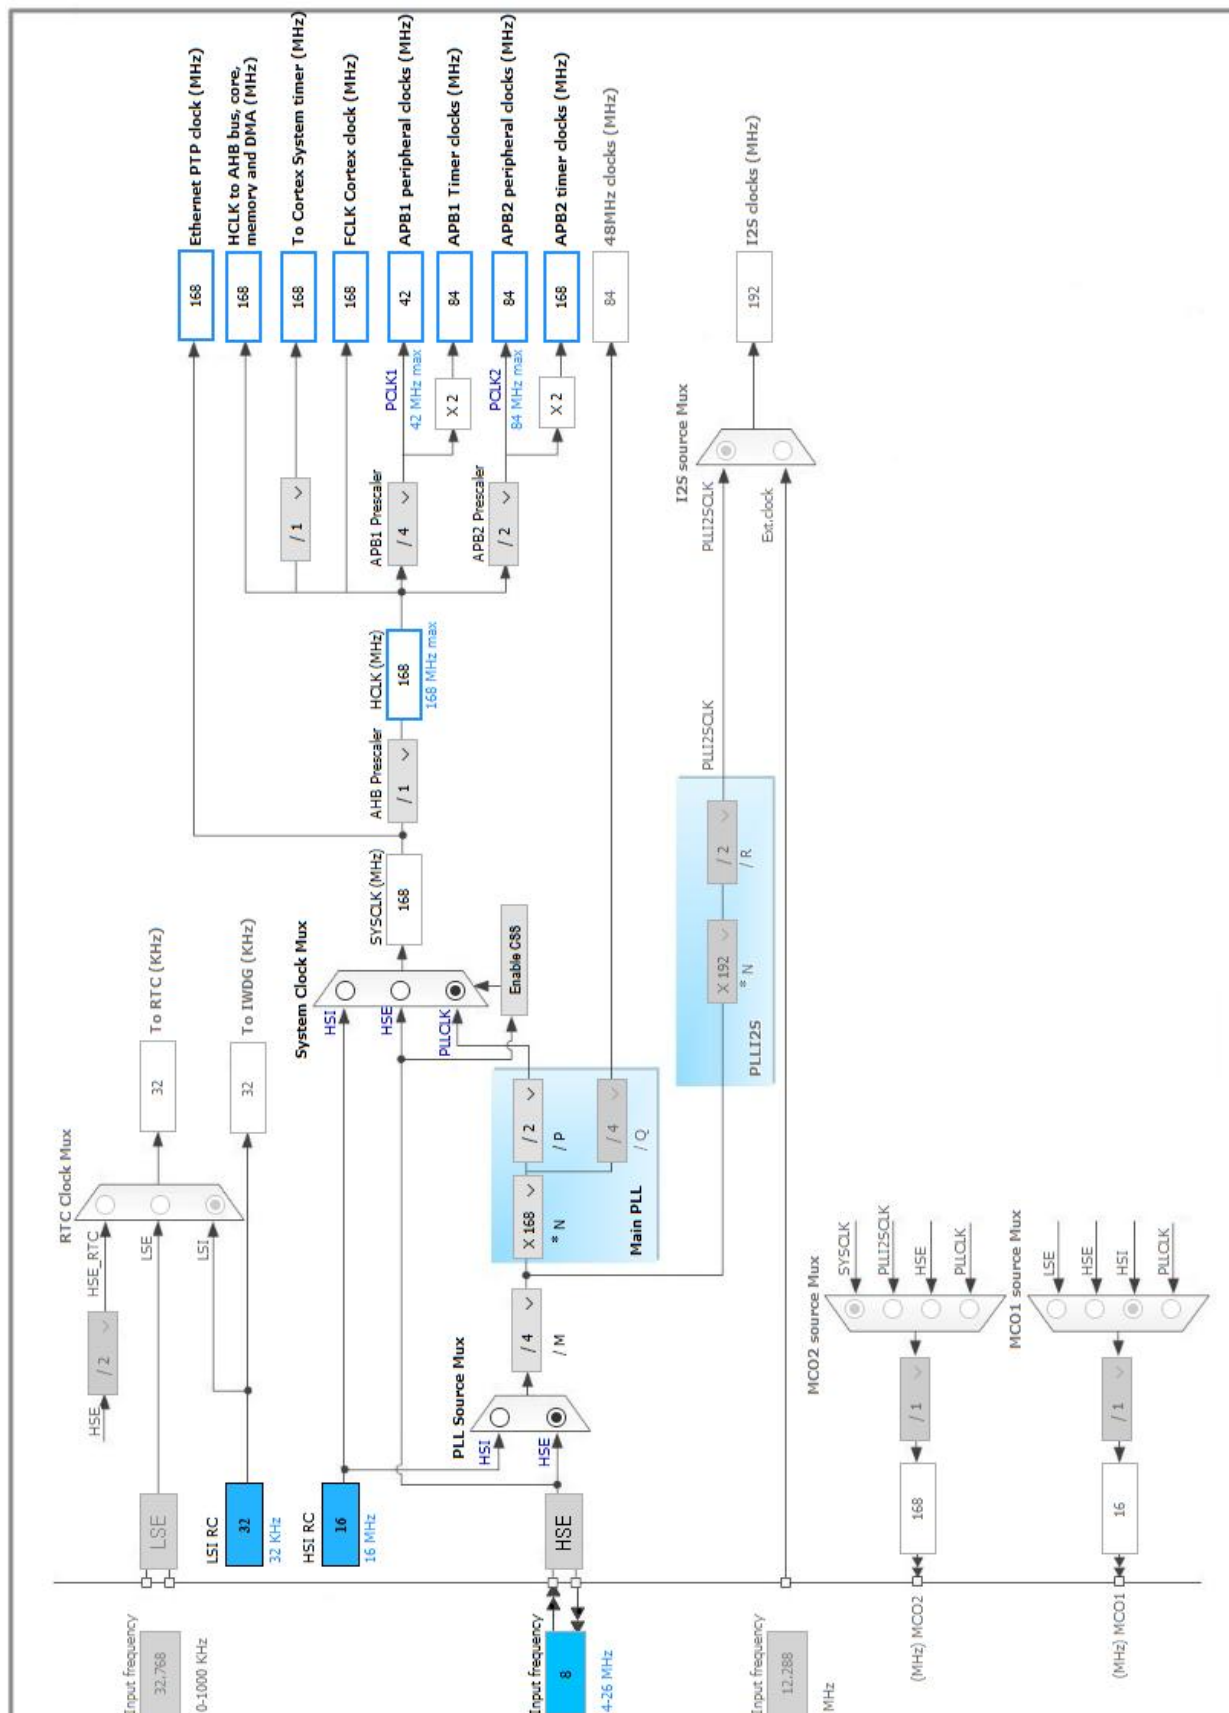 Input frequency
32.768
0-1000 KHz
LSE
HSE
/ 2
HSE_RTC
LSE
LSI
RTC Clock Mux
32
To RTC (KHz)
LSI RC
32
32 KHz
32
To IWDG (KHz)
HSI RC
16
16 MHz
System Clock Mux
HSI
HSE
PLLCLK
Enable CSS
SYSCLK (MHz)
168
AHB Prescaler
/ 1
HCLK (MHz)
168
168 MHz max
168
Ethernet PTP clock (MHz)
168
HCLK to AHB bus, core,
memory and DMA (MHz)
/ 1
168
To Cortex System timer (MHz)
168
FCLK Cortex clock (MHz)
APB1 Prescaler
/ 4
PCLK1
42 MHz max
42
APB1 peripheral clocks (MHz)
X 2
84
APB1 Timer clocks (MHz)
APB2 Prescaler
/ 2
PCLK2
84 MHz max
84
APB2 peripheral clocks (MHz)
X 2
168
APB2 timer clocks (MHz)
84
48MHz clocks (MHz)
Input frequency
8
4-26 MHz
HSE
PLL Source Mux
HSI
HSE
/ 4
/ M
X 168
* N
/ 2
/ P
/ 4
/ Q
Main PLL
X 192
* N
/ 2
/ R
PLLI2S
PLLI2SCLK
PLLI2SCLK
Ext.clock
I2S source Mux
192
I2S clocks (MHz)
Input frequency
12.288
MHz
MCO2 source Mux
SYSCLK
PLLI2SCLK
HSE
PLLCLK
/ 1
168
(MHz) MCO2
MCO1 source Mux
LSE
HSE
HSI
PLLCLK
/ 1
16
(MHz) MCO1